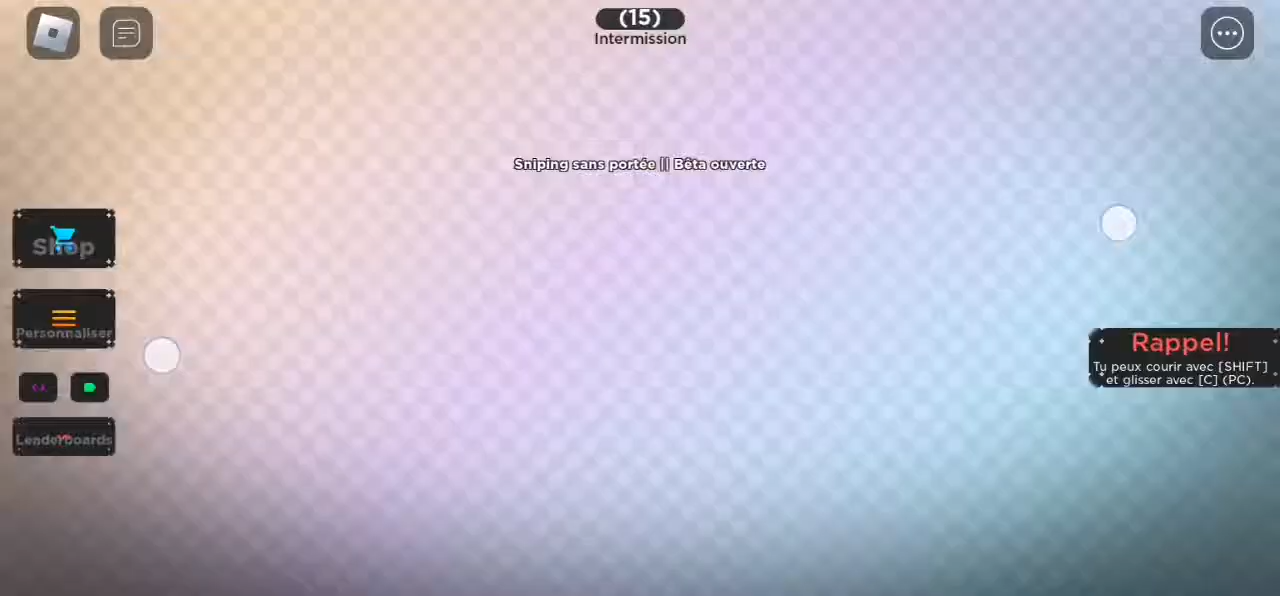 (15)
Intermission
Sniping sans portée || Bêta ouverte
Shop
Personnaliser
Leaderboards
Rappel!
Tu peux courir avec [SHIFT]
et glisser avec [C] (PC).